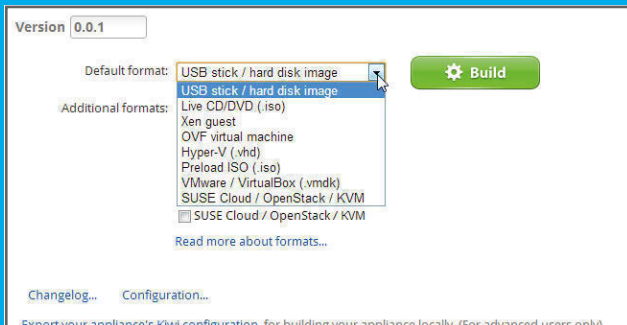 Version 0.0.1
Default format: USB stick / hard disk image Build
USB stick / hard disk image
Additional formats: Live CD/DVD (.iso)
Xen guest
OVF virtual machine
Hyper-V (.vhd)
Preload ISO (.iso)
VMware / VirtualBox (.vmdk)
SUSE Cloud / OpenStack / KVM
SUSE Cloud / OpenStack / KVM
Read more about formats...
Changelog... Configuration...
Export your appliance's Kiwi configuration for building your appliance locally. (For advanced users only)